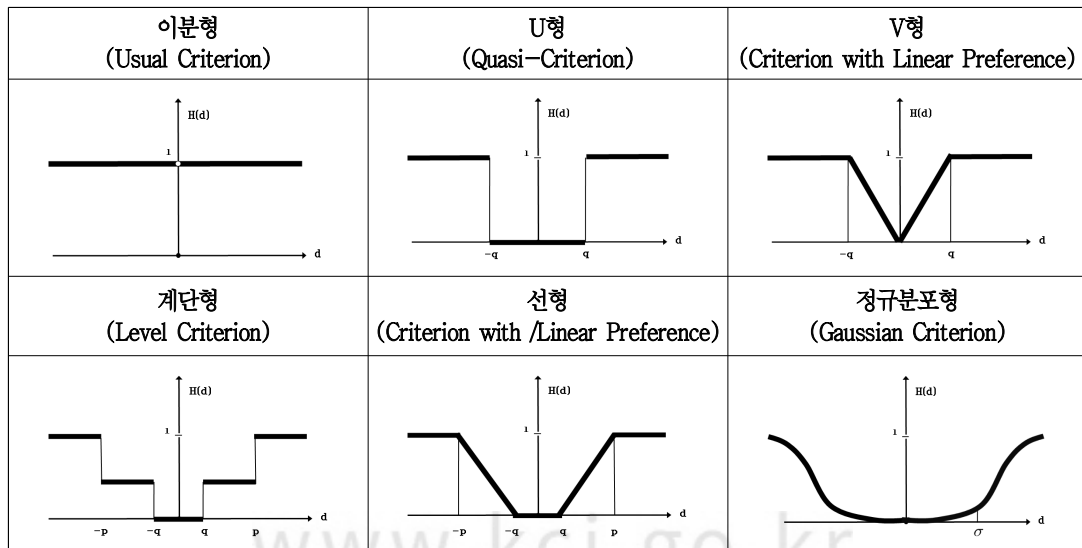 이분형
(Usual Criterion)
U형
(Quasi-Criterion)
V형
(Criterion with Linear Preference)
H(d)
1
d
H(d)
1
-q
q
d
H(d)
1
-q
q
d
계단형
(Level Criterion)
선형
(Criterion with /Linear Preference)
정규분포형
(Gaussian Criterion)
H(d)
1
-p
-q
q
p
d
H(d)
1
-p
-q
q
p
d
H(d)
1
σ
d
www.kci.go.kr